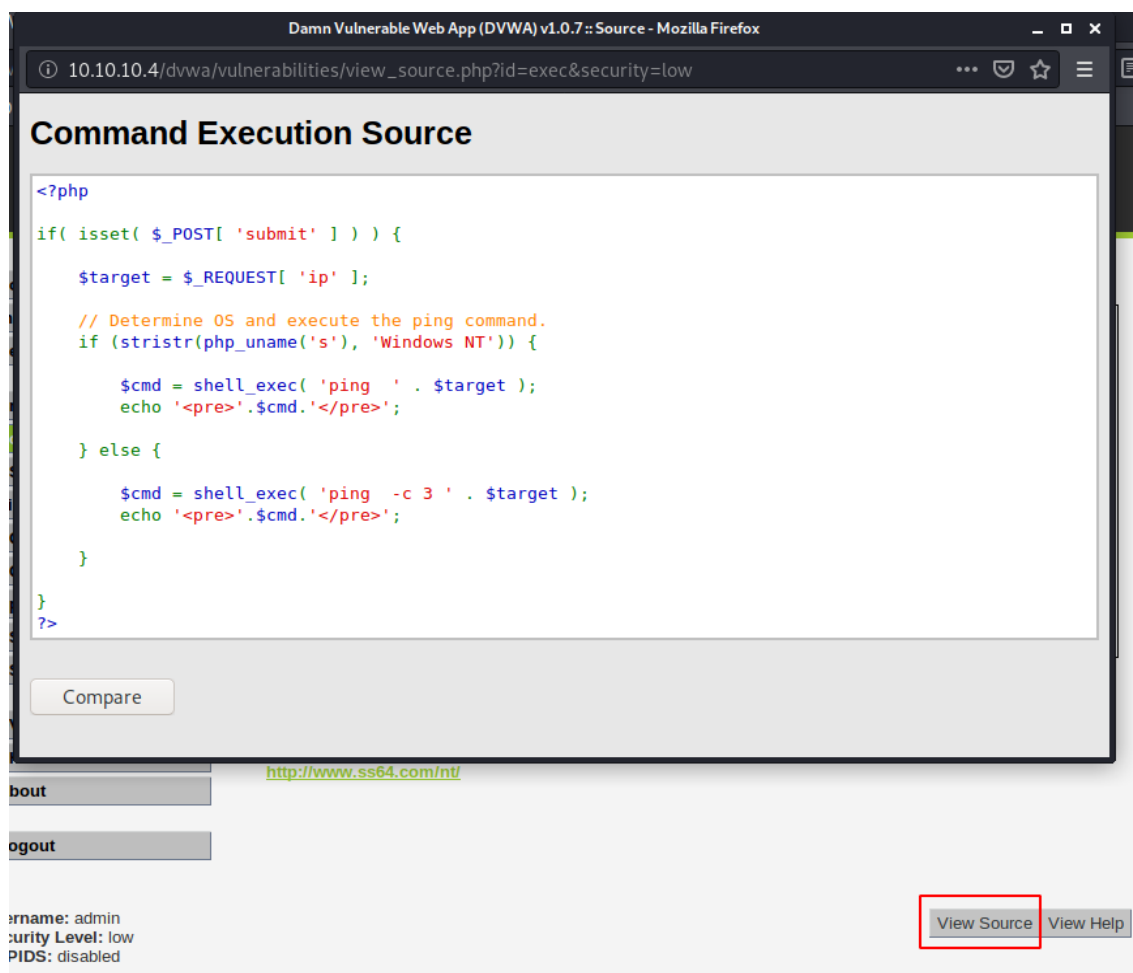 Damn Vulnerable Web App (DVWA) v1.0.7 :: Source - Mozilla Firefox
10.10.10.4/dvwa/vulnerabilities/view_source.php?id=exec&security=low
Command Execution Source
<?php
if( isset( $_POST[ 'submit' ] ) ) {
$target = $_REQUEST[ 'ip' ];
// Determine OS and execute the ping command.
if (stristr(php_uname('s'), 'Windows NT')) {
$cmd = shell_exec( 'ping  ' . $target );
echo '<pre>'.$cmd.'</pre>';
} else {
$cmd = shell_exec( 'ping  -c 3 ' . $target );
echo '<pre>'.$cmd.'</pre>';
}
}
?>
Compare
http://www.ss64.com/nt/
bout
ogout
ername: admin
curity Level: low
PIDS: disabled
View Source View Help